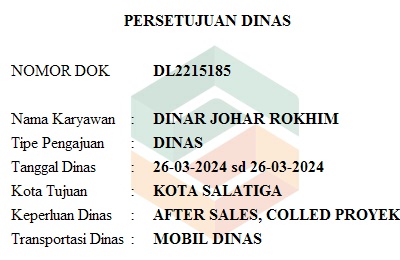 PERSETUJUAN DINAS
NOMOR DOK DL2215185
Nama Karyawan : DINAR JOHAR ROKHIM
Tipe Pengajuan : DINAS
Tanggal Dinas : 26-03-2024 sd 26-03-2024
Kota Tujuan : KOTA SALATIGA
Keperluan Dinas : AFTER SALES, COLLED PROYEK
Transportasi Dinas : MOBIL DINAS